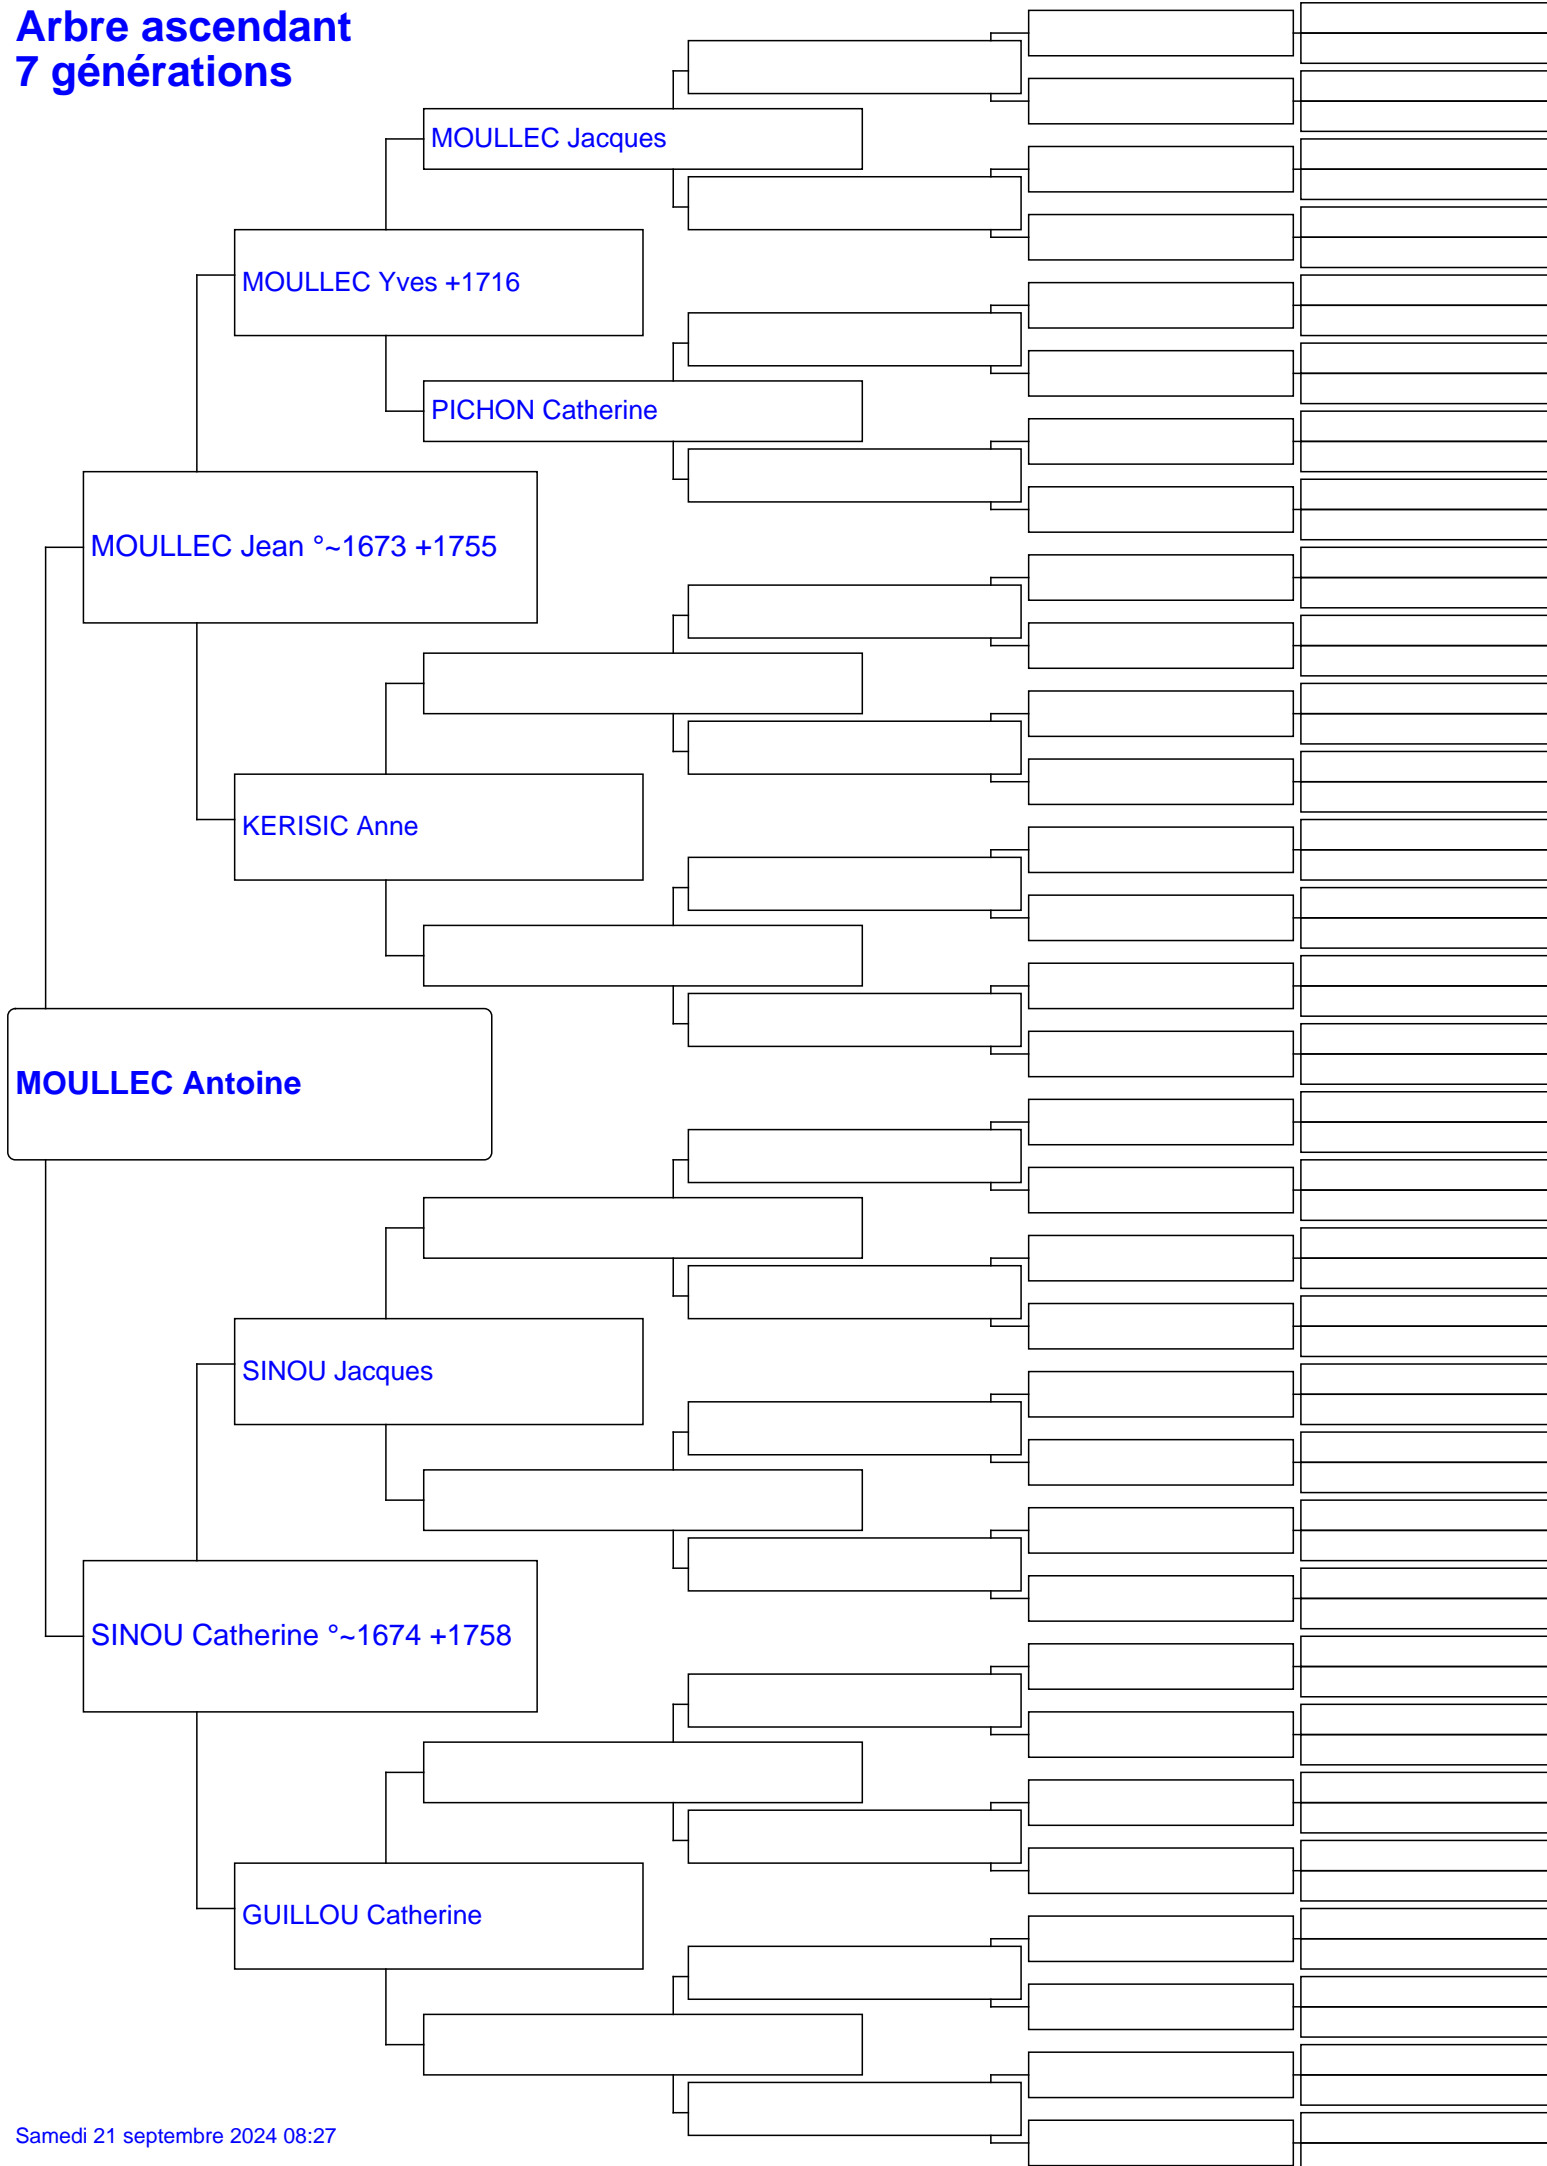 Arbre ascendant
7 générations
MOULLEC Jacques
MOULLEC Yves +1716
PICHON Catherine
MOULLEC Jean °~1673 +1755
KERISIC Anne
MOULLEC Antoine
SINOU Jacques
SINOU Catherine °~1674 +1758
GUILLOU Catherine
Samedi 21 septembre 2024 08:27